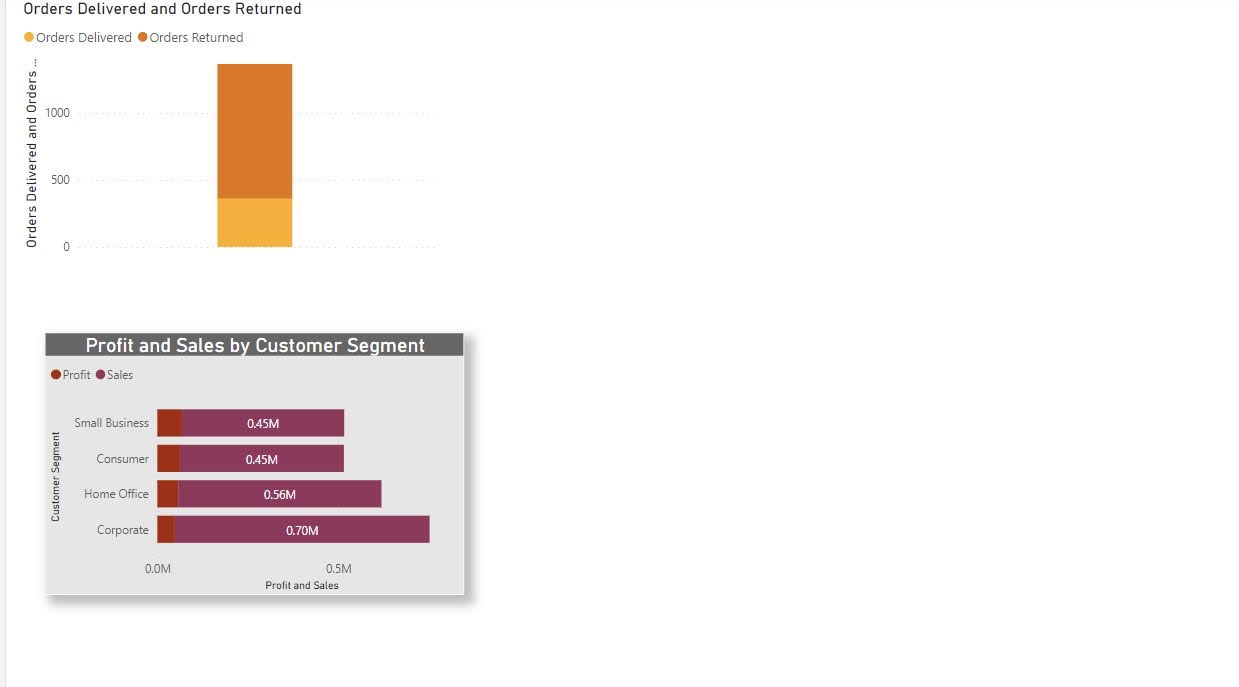 Orders Delivered and Orders Returned
Orders Delivered Orders Returned
Orders Delivered and Orders ...
1000
500
0
Profit and Sales by Customer Segment
Profit Sales
Customer Segment
Small Business 0.45M
Consumer 0.45M
Home Office 0.56M
Corporate 0.70M
0.0M 0.5M
Profit and Sales